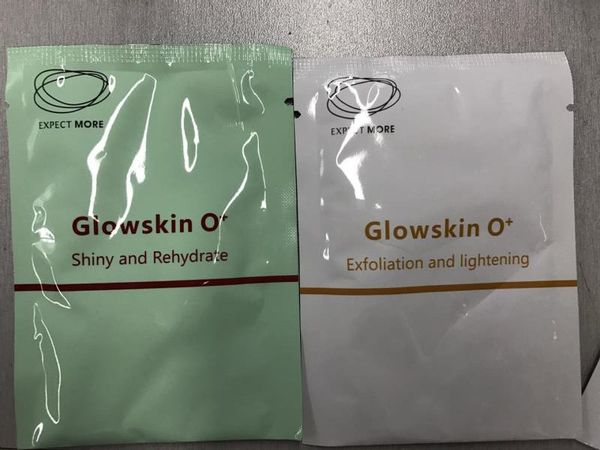 EXPECT MORE
Glowskin O⁺
Shiny and Rehydrate
EXPECT MORE
Glowskin O⁺
Exfoliation and lightening